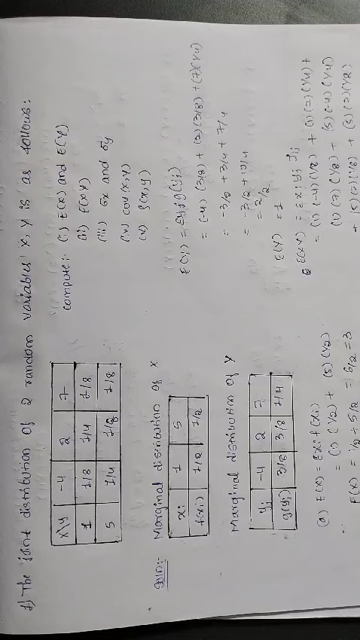 1) The joint distribution of 2 random variables X, Y is as follows:
X\Y -4 2 7
1 1/8 1/4 1/8
5 1/4 1/8 1/8
compute:- (i) E(X) and E(Y)
(ii) E(XY)
(iii) σx and σy
(iv) cov(X,Y)
(v) ρ(X,Y)
Soln:- Marginal distribution of X
xi 1 5
f(xi) 1/2 1/2
Marginal distribution of Y
yj -4 2 7
g(yj) 3/8 3/8 1/4
(a) E(X) = Σxi f(xi)
= (1)(1/2) + (5)(1/2)
E(X) = 1/2 + 5/2 = 6/2 = 3
E(Y) = Σyj g(yj)
= (-4)(3/8) + (2)(3/8) + (7)(1/4)
= -3/2 + 3/4 + 7/4
= -3/2 + 10/4
= 2/2
E(Y) = 1
E(XY) = Σxi yj Jij
= (1)(-4)(1/8) + (1)(2)(1/4) +
(1)(7)(1/8) + (5)(-4)(1/4)
+ (5)(2)(1/8) + (5)(7)(1/8)